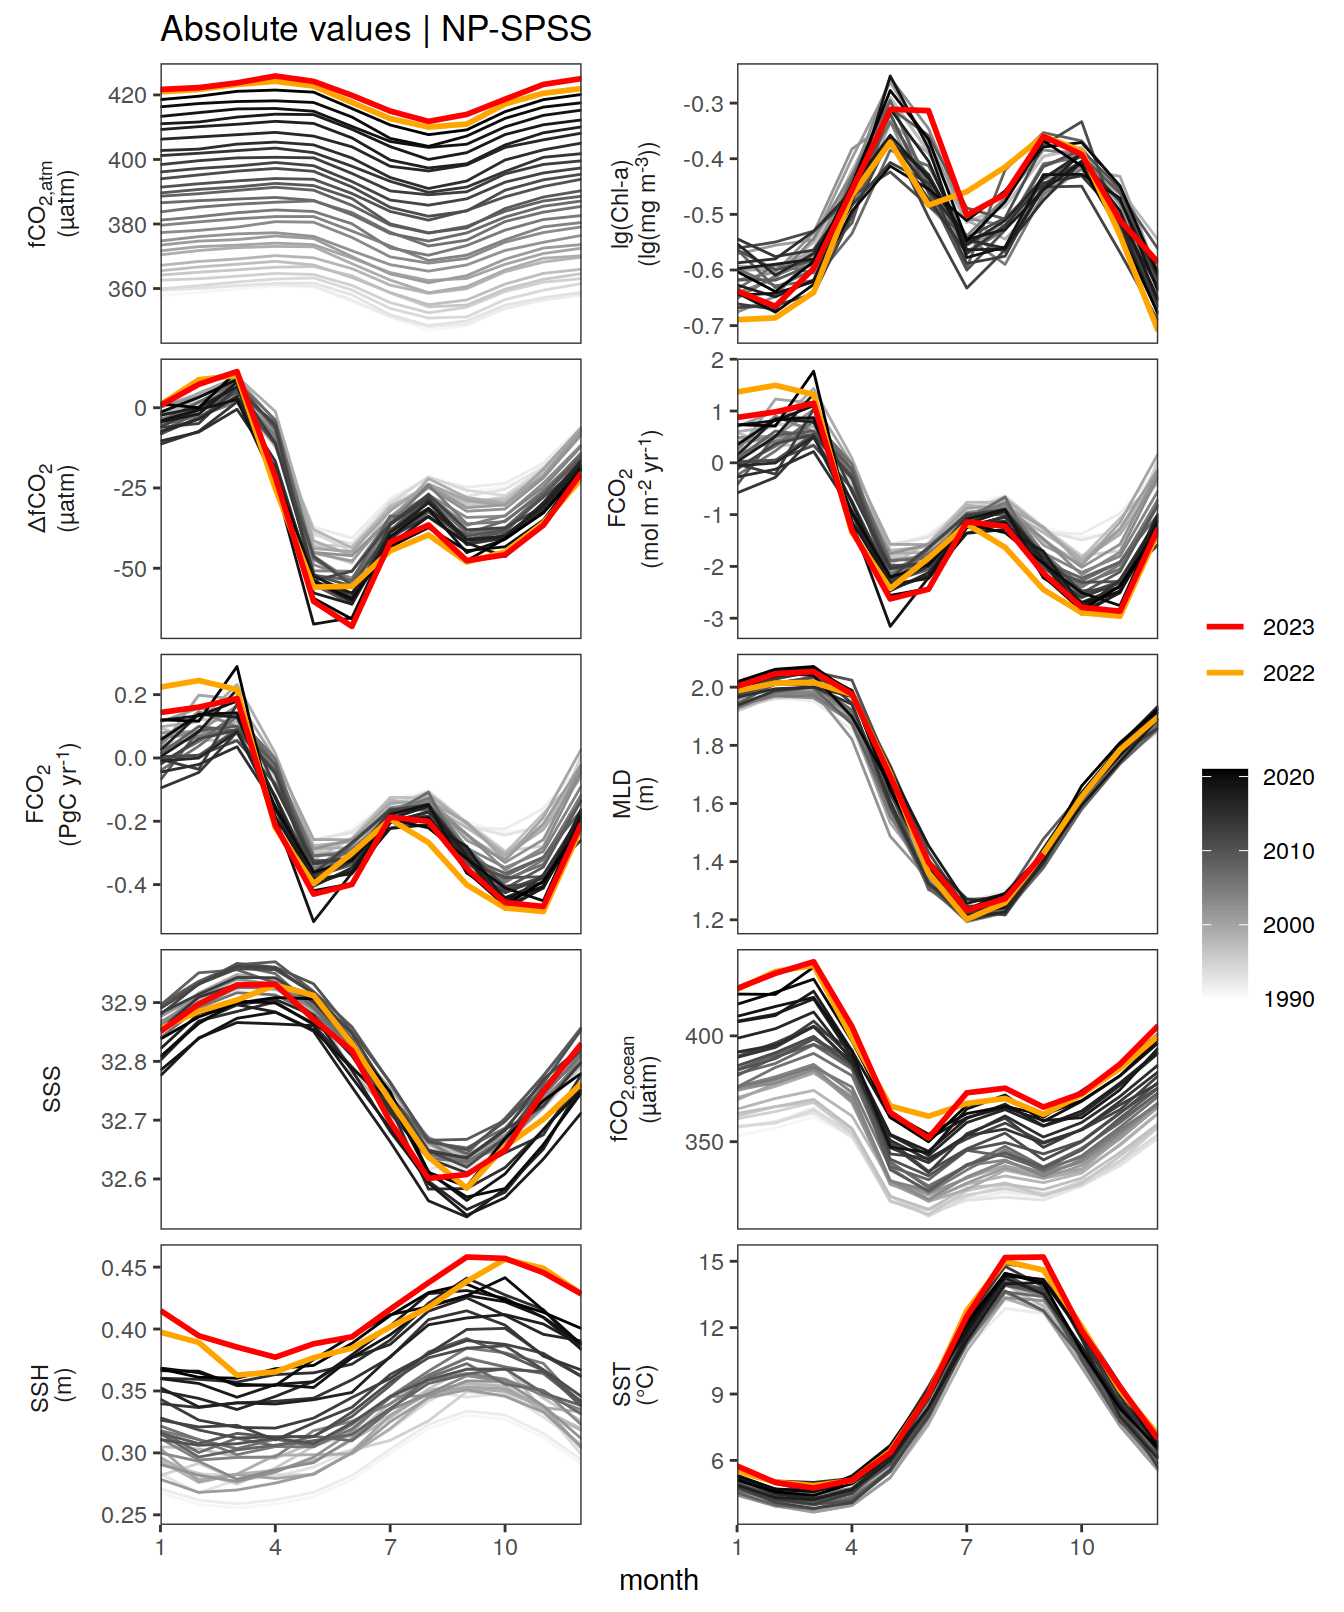 Absolute values | NP-SPSS
fCO2,atm
(µatm)
420
400
380
360
lg(Chl-a)
(lg(mg m-3))
-0.3
-0.4
-0.5
-0.6
-0.7
ΔfCO2
(µatm)
0
-25
-50
FCO2
(mol m-2 yr-1)
2
1
0
-1
-2
-3
FCO2
(PgC yr-1)
0.2
0.0
-0.2
-0.4
MLD
(m)
2.0
1.8
1.6
1.4
1.2
SSS
32.9
32.8
32.7
32.6
fCO2,ocean
(µatm)
400
350
SSH
(m)
0.45
0.40
0.35
0.30
0.25
SST
(°C)
15
12
9
6
1 4 7 10
1 4 7 10
month
2023
2022
2020
2010
2000
1990